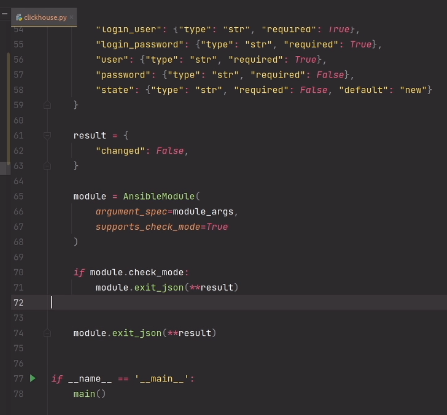 clickhouse.py
54 "login_user": {"type": "str", "required": True},
55 "login_password": {"type": "str", "required": True},
56 "user": {"type": "str", "required": True},
57 "password": {"type": "str", "required": False},
58 "state": {"type": "str", "required": False, "default": "new"}
59 }
60
61 result = {
62 "changed": False,
63 }
64
65 module = AnsibleModule(
66 argument_spec=module_args,
67 supports_check_mode=True
68 )
69
70 if module.check_mode:
71 module.exit_json(**result)
72
73
74 module.exit_json(**result)
75
76
77 if __name__ == '__main__':
78 main()